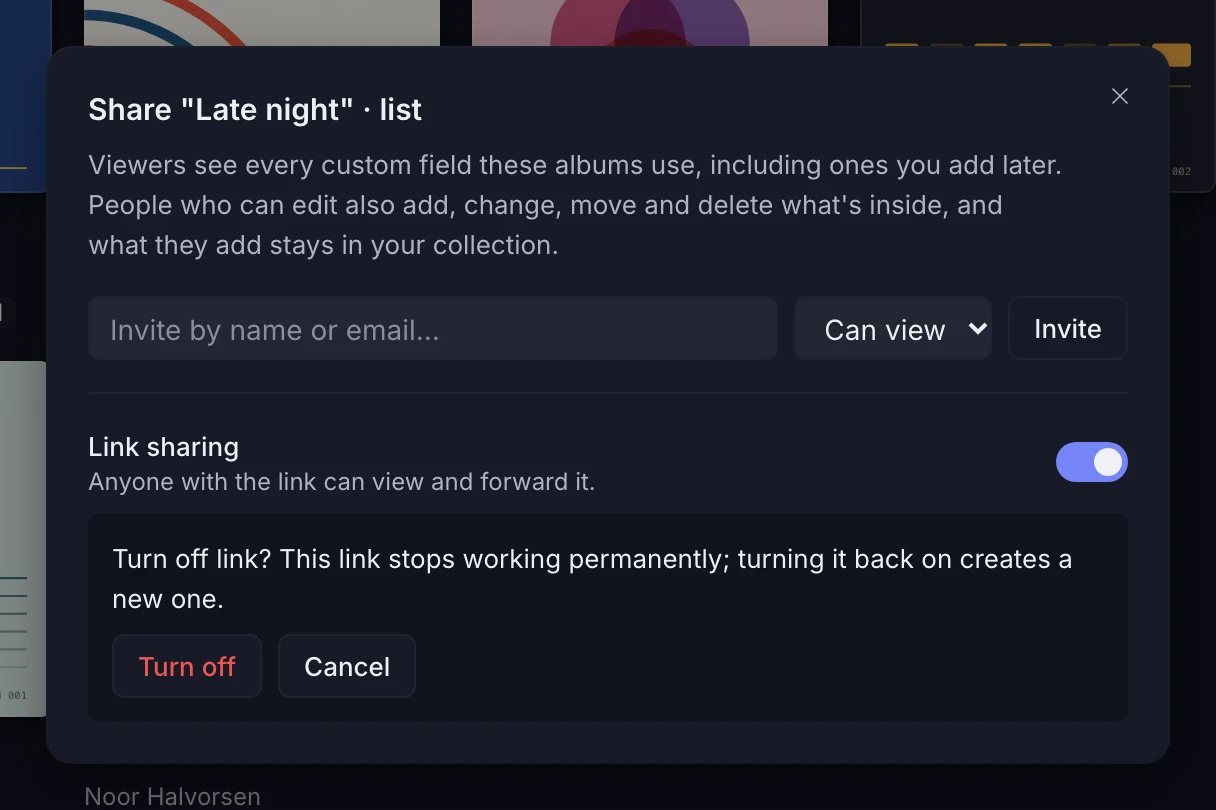 Share "Late night" · list
Viewers see every custom field these albums use, including ones you add later.
People who can edit also add, change, move and delete what's inside, and
what they add stays in your collection.
002
Invite by name or email...
Can view
Invite
Link sharing
Anyone with the link can view and forward it.
Turn off link? This link stops working permanently; turning it back on creates a
new one.
Turn off
Cancel
001
Noor Halvorsen